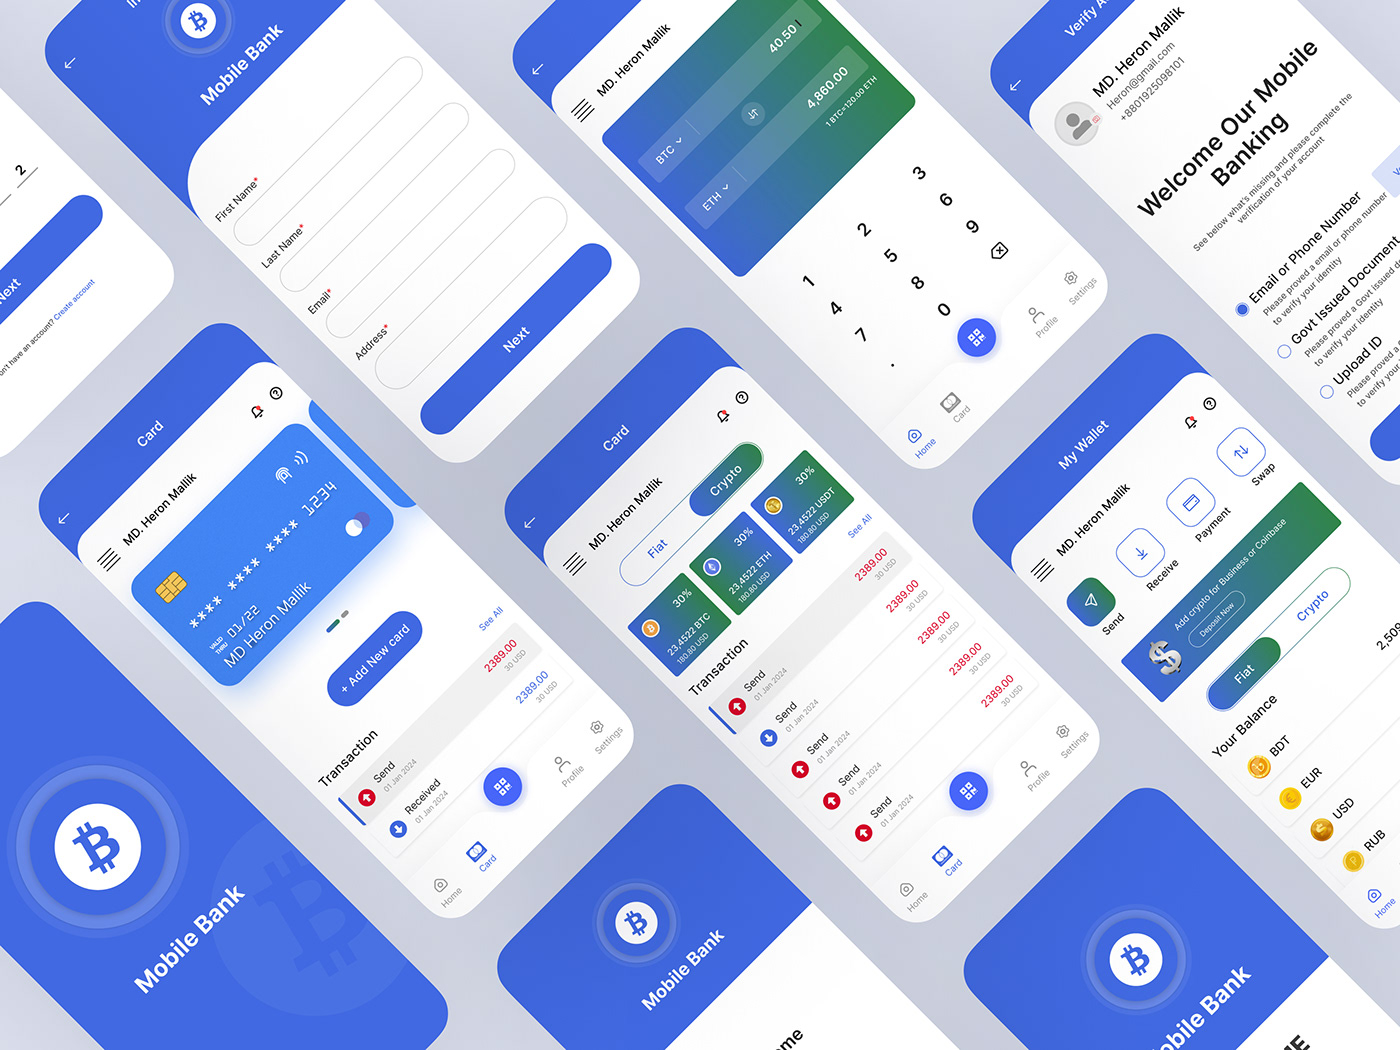 2
Next
have an account? Create account
Mobile Bank
First Name*
Last Name*
Email*
Address*
Next
MD. Heron Mallik
40.50
4,860.00
BTC
ETH
1 BTC=120.00 ETH
1
2
3
4
5
6
7
8
9
.
0
Home
Card
Profile
Settings
Verify
MD. Heron Mallik
Heron@gmail.com
+8801925098101
Welcome Our Mobile
Banking
See below what's missing and please complete the
verification of your account
Email or Phone Number
Please proved a email or phone number
to verify your identity
Govt Issued Document
Please proved a Govt issued
to verify your identity
Upload ID
Please proved a
to verify your identity
Card
MD. Heron Mallik
**** **** **** 1234
VALID
THRU
01/22
MD Heron Mallik
+ Add New card
Transaction
See All
Send
01 Jan 2024
2389.00
30 USD
Received
01 Jan 2024
2389.00
30 USD
Home
Card
Profile
Settings
Card
MD. Heron Mallik
Fiat
Crypto
30%
23,4522 BTC
180.80 USD
30%
23,4522 ETH
180.80 USD
30%
23,4522 USDT
180.80 USD
Transaction
See All
Send
01 Jan 2024
2389.00
30 USD
Send
01 Jan 2024
2389.00
30 USD
Send
01 Jan 2024
2389.00
30 USD
Send
01 Jan 2024
2389.00
30 USD
Send
01 Jan 2024
2389.00
30 USD
Home
Card
Profile
Settings
My Wallet
MD. Heron Mallik
Send
Receive
Payment
Swap
Add crypto for Business or Coinbase
Deposit Now
Fiat
Crypto
Your Balance
BDT
EUR
USD
RUB
Home
Mobile Bank
Mobile Bank
Bank